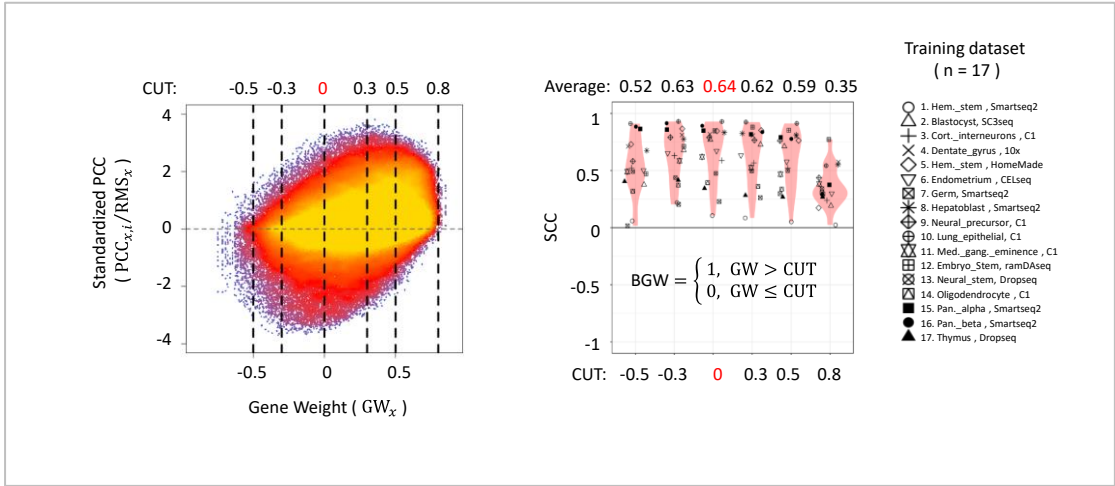 CUT: -0.5 -0.3 0 0.3 0.5 0.8
4
2
0
-2
-4
Standardized PCC
( PCCx,i/RMSx )
-0.5 0 0.5
Gene Weight ( GWx )
Average: 0.52 0.63 0.64 0.62 0.59 0.35
1
0.5
0
-0.5
-1
SCC
BGW = { 1, GW > CUT
0, GW ≤ CUT
CUT: -0.5 -0.3 0 0.3 0.5 0.8
Training dataset
( n = 17 )
1. Hem._stem , Smartseq2
2. Blastocyst, SC3seq
3. Cort._interneurons , C1
4. Dentate_gyrus , 10x
5. Hem._stem , HomeMade
6. Endometrium , CELseq
7. Germ, Smartseq2
8. Hepatoblast , Smartseq2
9. Neural_precursor, C1
10. Lung_epithelial, C1
11. Med._gang._eminence , C1
12. Embryo_Stem, ramDAseq
13. Neural_stem, Dropseq
14. Oligodendrocyte , C1
15. Pan._alpha , Smartseq2
16. Pan._beta , Smartseq2
17. Thymus , Dropseq